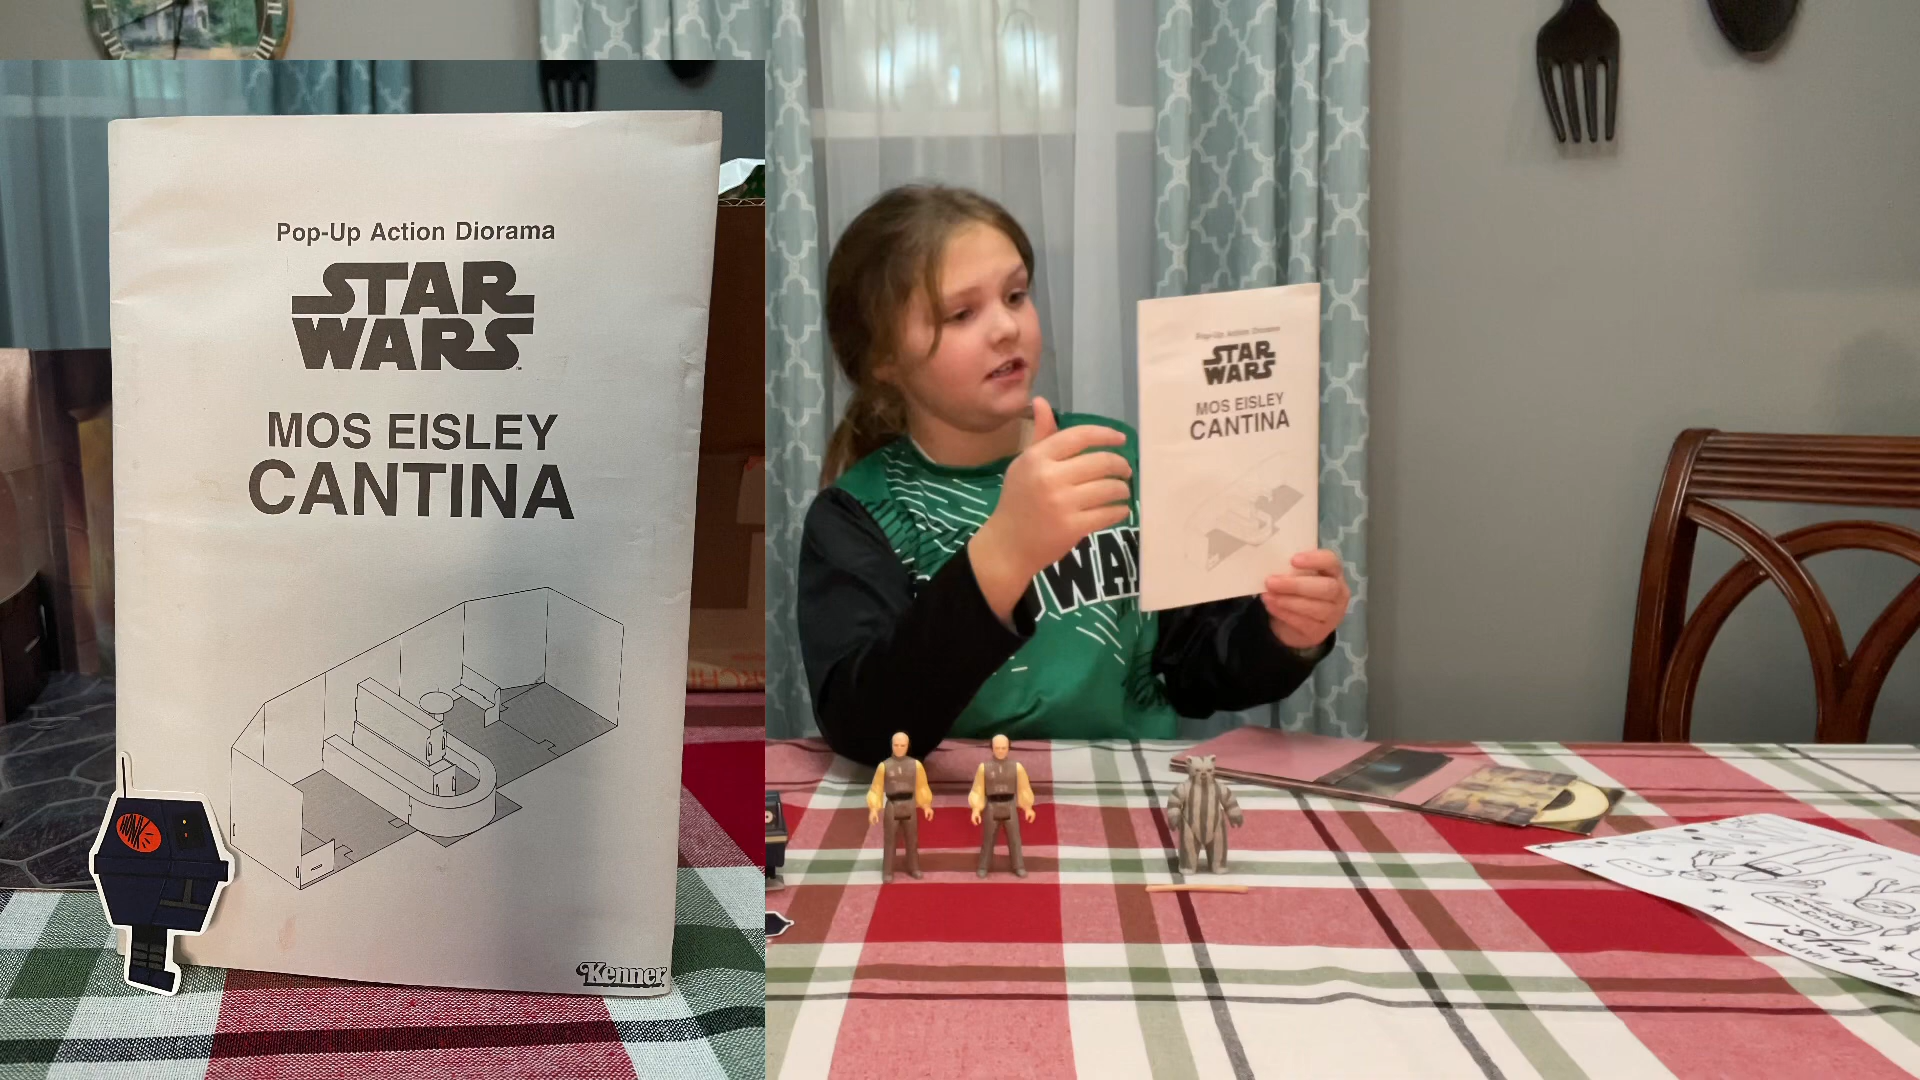 Pop-Up Action Diorama
STAR
WARS
MOS EISLEY
CANTINA
Kenner
HONK
Pop-Up Action Diorama
STAR
WARS
MOS EISLEY
CANTINA